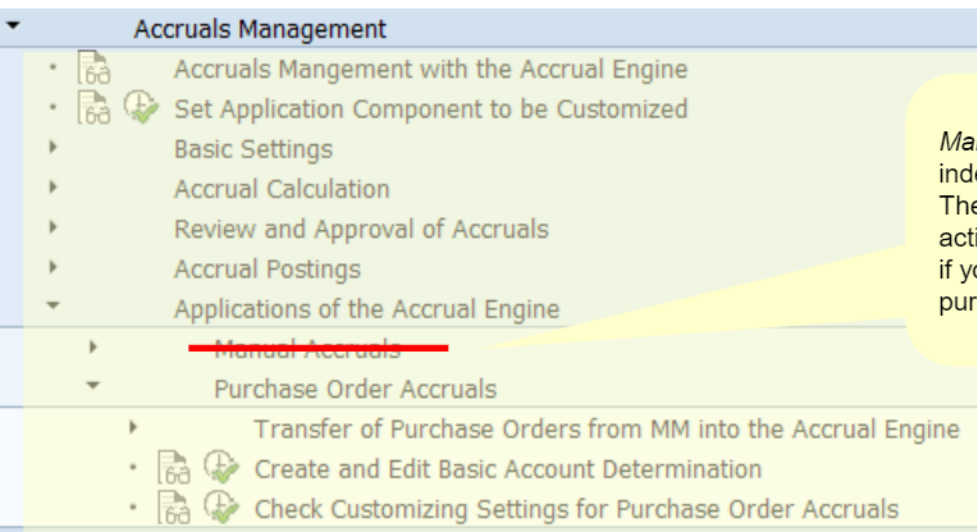 Accruals Management
Accruals Mangement with the Accrual Engine
Set Application Component to be Customized
Basic Settings
Accrual Calculation
Review and Approval of Accruals
Accrual Postings
Applications of the Accrual Engine
Manual Accruals
Purchase Order Accruals
Transfer of Purchase Orders from MM into the Accrual Engine
Create and Edit Basic Account Determination
Check Customizing Settings for Purchase Order Accruals
if